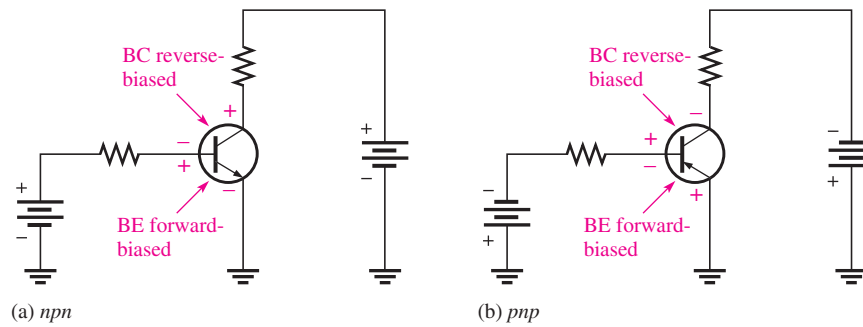 BC reverse-
biased
+
−
+
−
+
−
+
−
BE forward-
biased
(a) npn
BC reverse-
biased
−
+
−
+
−
+
−
+
BE forward-
biased
(b) pnp